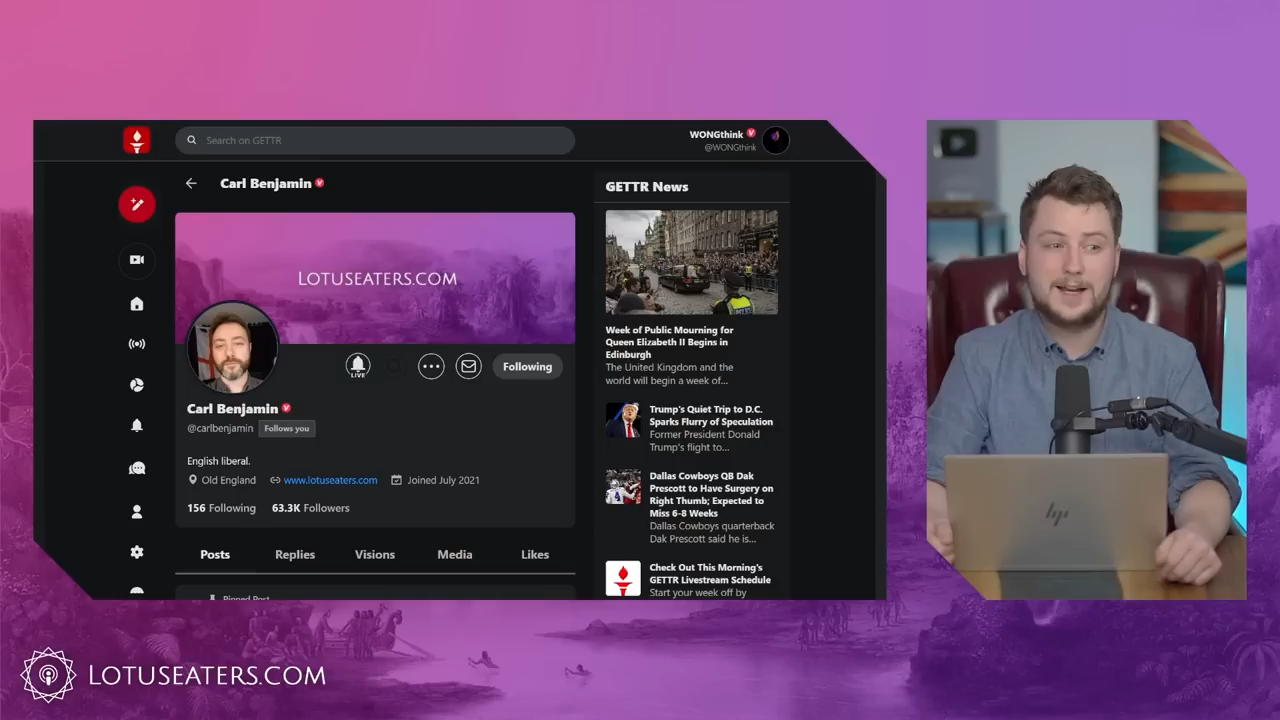 Search on GETTR
WONGthink
@WONGthink
Carl Benjamin
LOTUSEATERS.COM
LIVE
Following
Carl Benjamin
@carlbenjamin Follows you
English liberal.
Old England www.lotuseaters.com Joined July 2021
156 Following 63.3K Followers
Posts Replies Visions Media Likes
Pinned Post
GETTR News
Week of Public Mourning for
Queen Elizabeth II Begins in
Edinburgh
The United Kingdom and the
world will begin a week of...
Trump's Quiet Trip to D.C.
Sparks Flurry of Speculation
Former President Donald
Trump's flight to...
Dallas Cowboys QB Dak
Prescott to Have Surgery on
Right Thumb; Expected to
Miss 6-8 Weeks
Dallas Cowboys quarterback
Dak Prescott said he is...
Check Out This Morning's
GETTR Livestream Schedule
Start your week off by
hp
LOTUSEATERS.COM